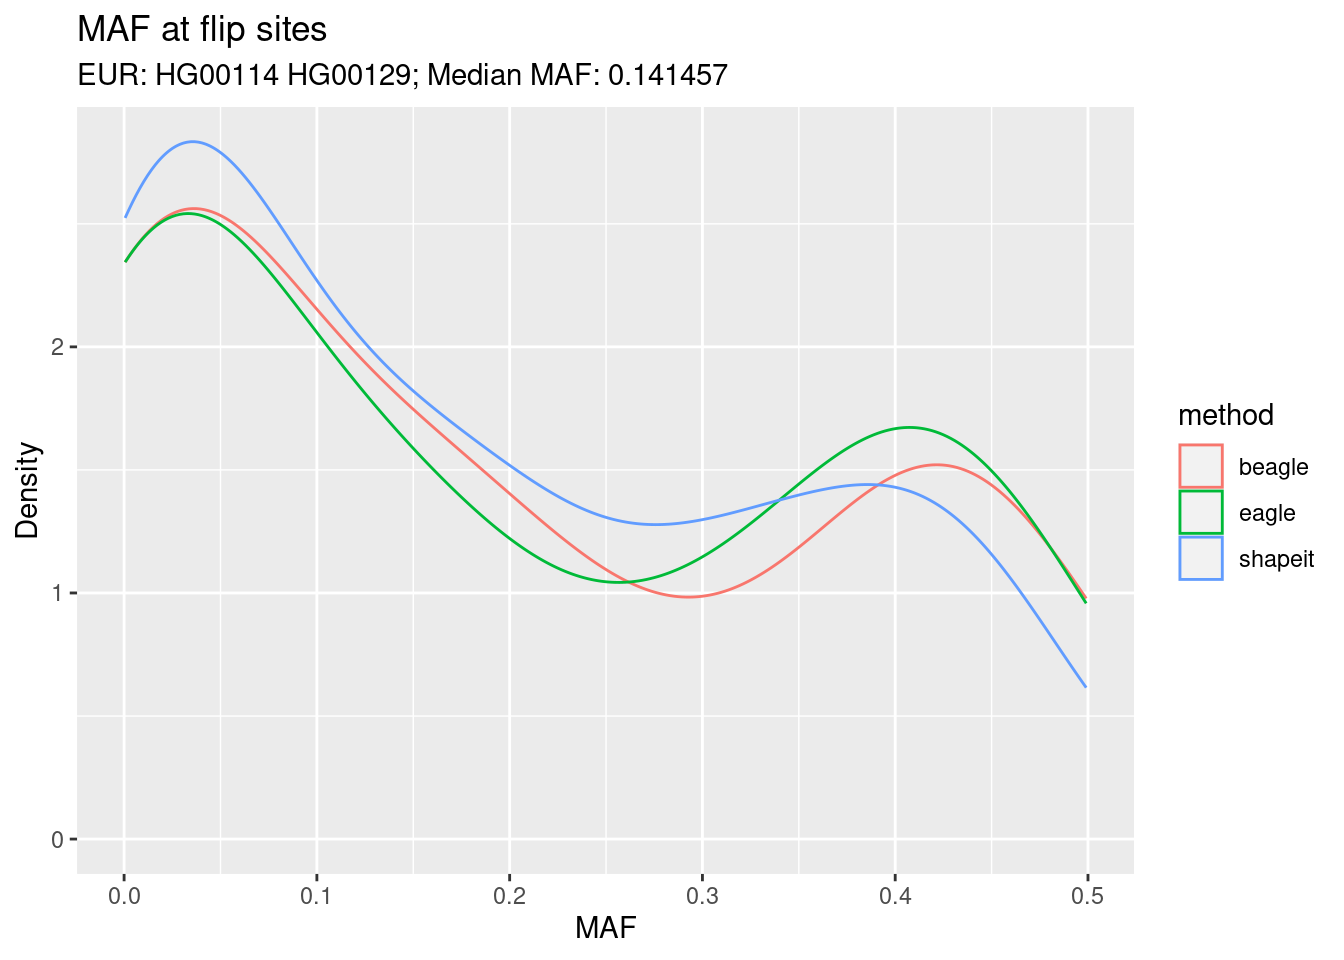 MAF at flip sites
EUR: HG00114 HG00129; Median MAF: 0.141457
Density
2
1
0
0.0 0.1 0.2 0.3 0.4 0.5
MAF
method
beagle
eagle
shapeit